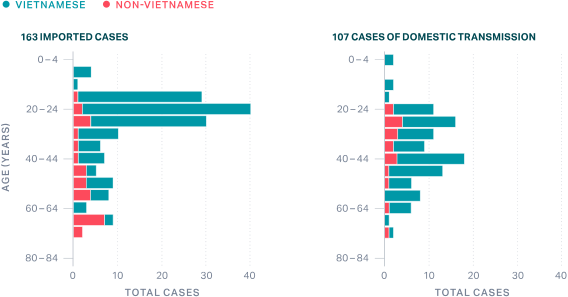 VIETNAMESE NON-VIETNAMESE
163 IMPORTED CASES
0–4
20–24
40–44
60–64
80–84
AGE (YEARS)
0 10 20 30 40
TOTAL CASES
107 CASES OF DOMESTIC TRANSMISSION
0–4
20–24
40–44
60–64
80–84
0 10 20 30 40
TOTAL CASES